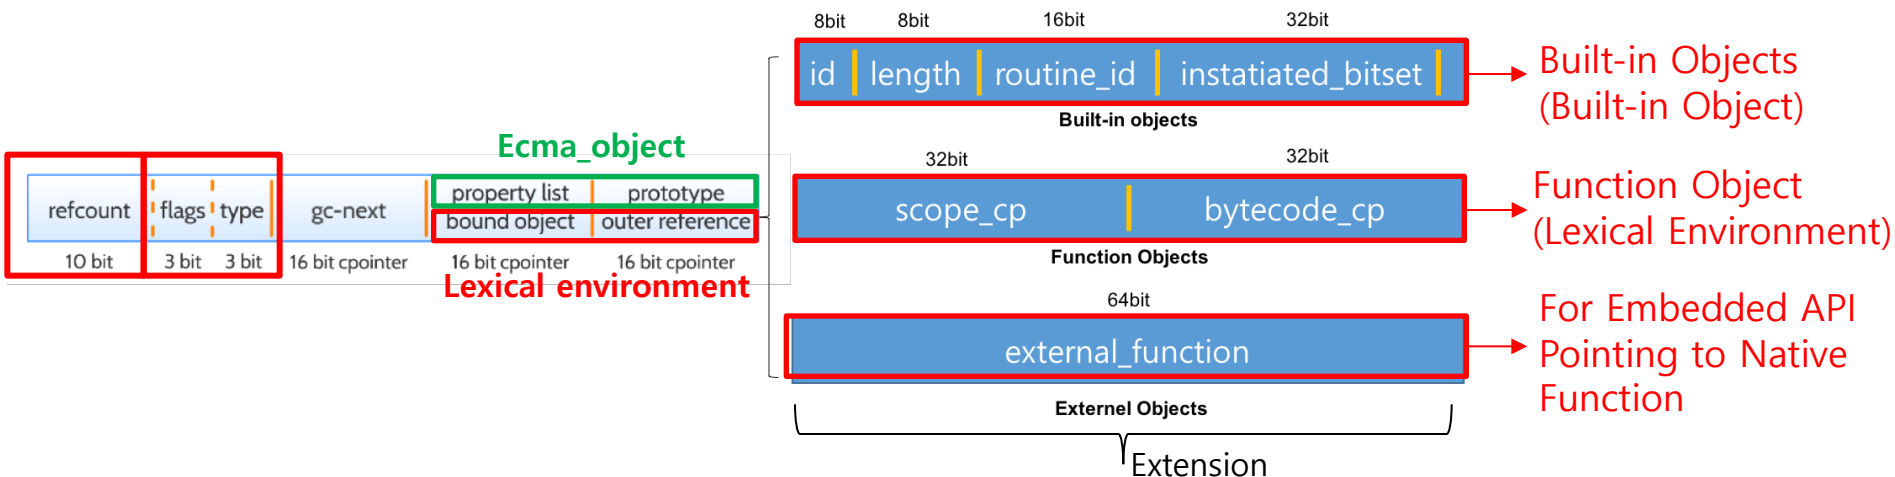 8bit 8bit 16bit 32bit
id length routine_id instatiated_bitset
Built-in objects
Built-in Objects
(Built-in Object)
Ecma_object
refcount flags type gc-next
property list prototype
bound object outer reference
10 bit 3 bit 3 bit 16 bit cpointer 16 bit cpointer 16 bit cpointer
Lexical environment
32bit 32bit
scope_cp bytecode_cp
Function Objects
Function Object
(Lexical Environment)
64bit
external_function
Externel Objects
For Embedded API
Pointing to Native
Function
Extension